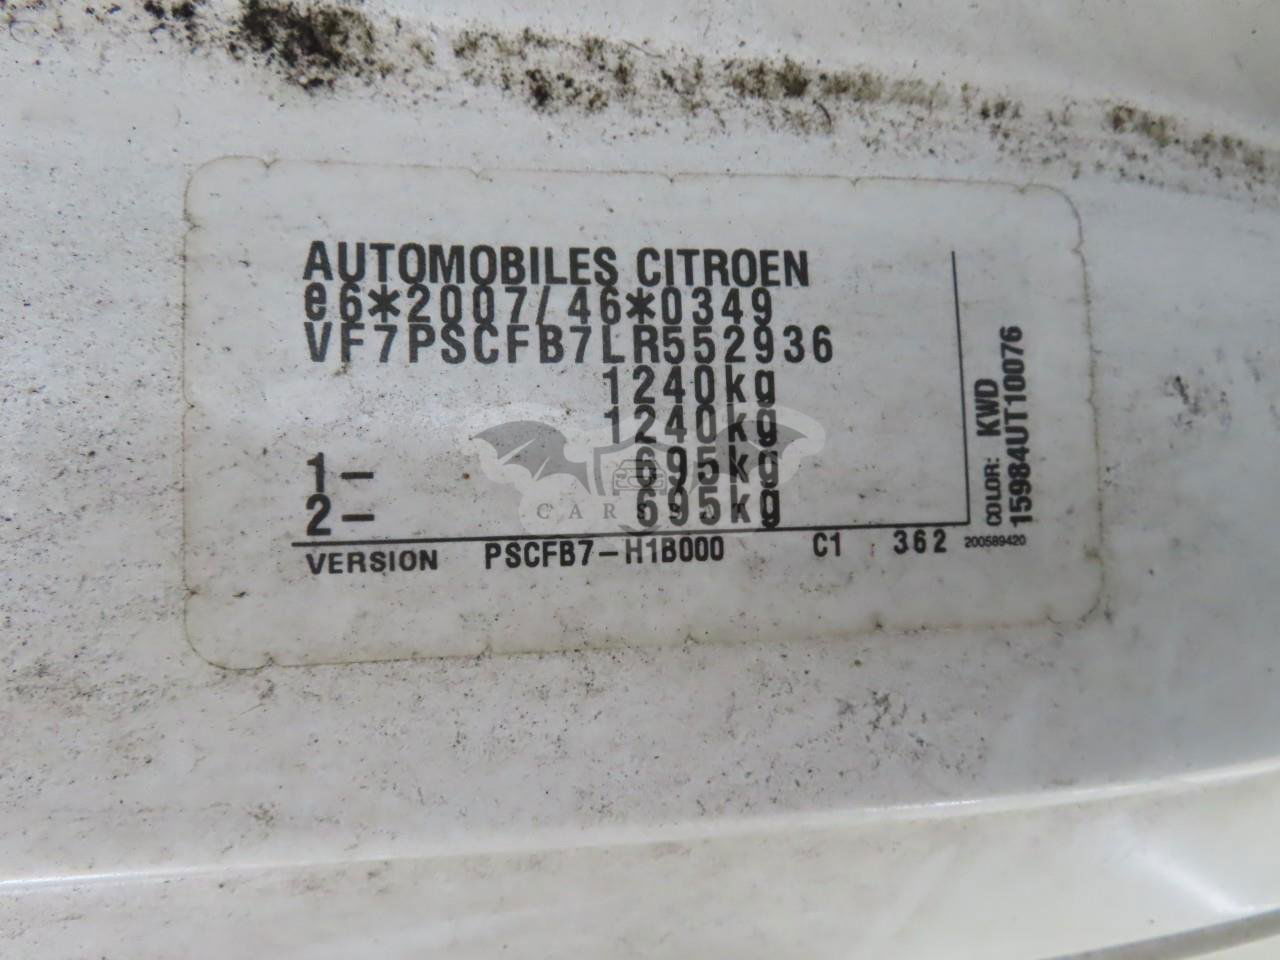 AUTOMOBILES CITROEN
e6*2007/46*0349
VF7PSCFB7LR552936
1240kg
1240kg
1- 695kg
2- 695kg
VERSION PSCFB7-H1B000 C1 362 200589420
COLOR: KWD
15984UT10076
CARSBAT